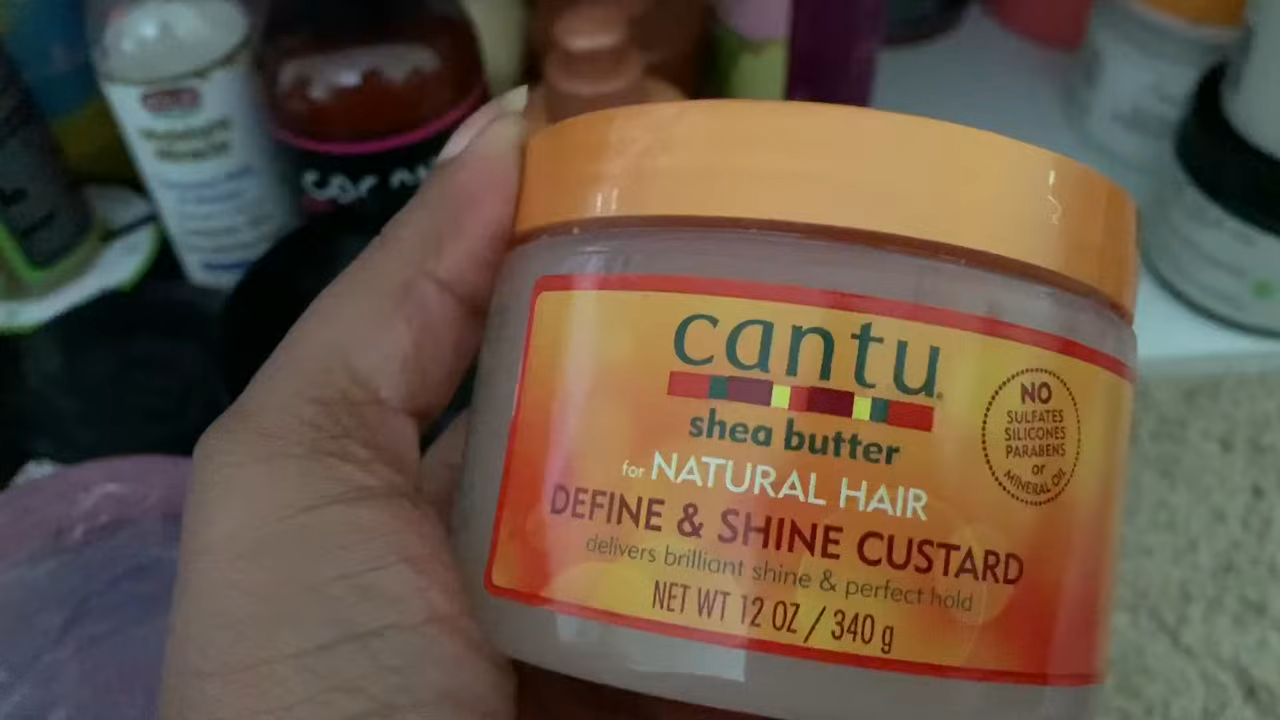 cantu
shea butter
for NATURAL HAIR
DEFINE & SHINE CUSTARD
delivers brilliant shine & perfect hold
NET WT 12 OZ / 340 g
NO
SULFATES
SILICONES
PARABENS
or
MINERAL OIL